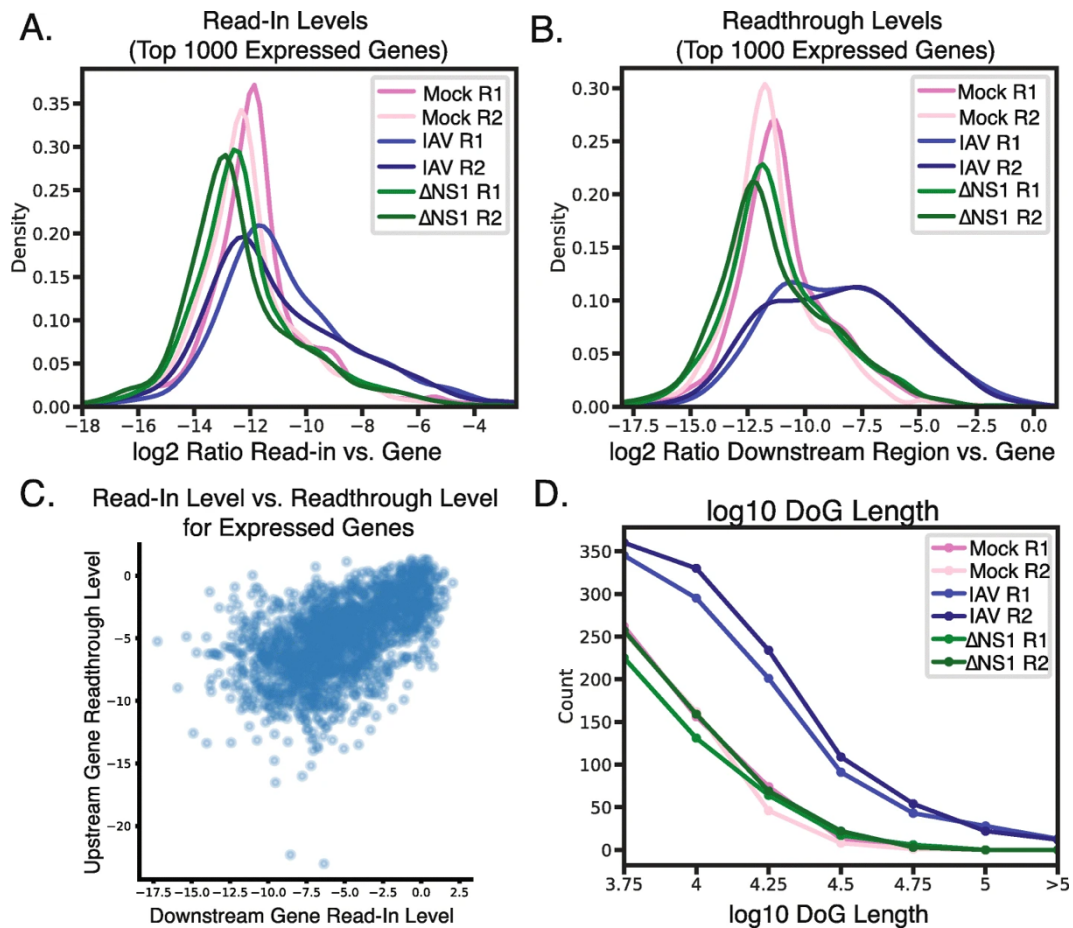 A.
Read-In Levels
(Top 1000 Expressed Genes)
0.35
0.30
0.25
0.20
0.15
0.10
0.05
0.00
Density
Mock R1
Mock R2
IAV R1
IAV R2
ΔNS1 R1
ΔNS1 R2
−18 −16 −14 −12 −10 −8 −6 −4
log2 Ratio Read-in vs. Gene
B.
Readthrough Levels
(Top 1000 Expressed Genes)
0.30
0.25
0.20
0.15
0.10
0.05
0.00
Density
Mock R1
Mock R2
IAV R1
IAV R2
ΔNS1 R1
ΔNS1 R2
−17.5 −15.0 −12.5 −10.0 −7.5 −5.0 −2.5 0.0
log2 Ratio Downstream Region vs. Gene
C.
Read-In Level vs. Readthrough Level
for Expressed Genes
0
−5
−10
−15
−20
Upstream Gene Readthrough Level
−17.5 −15.0 −12.5 −10.0 −7.5 −5.0 −2.5 0.0 2.5
Downstream Gene Read-In Level
D.
log10 DoG Length
350
300
250
200
150
100
50
0
Count
Mock R1
Mock R2
IAV R1
IAV R2
ΔNS1 R1
ΔNS1 R2
3.75 4 4.25 4.5 4.75 5 >5
log10 DoG Length